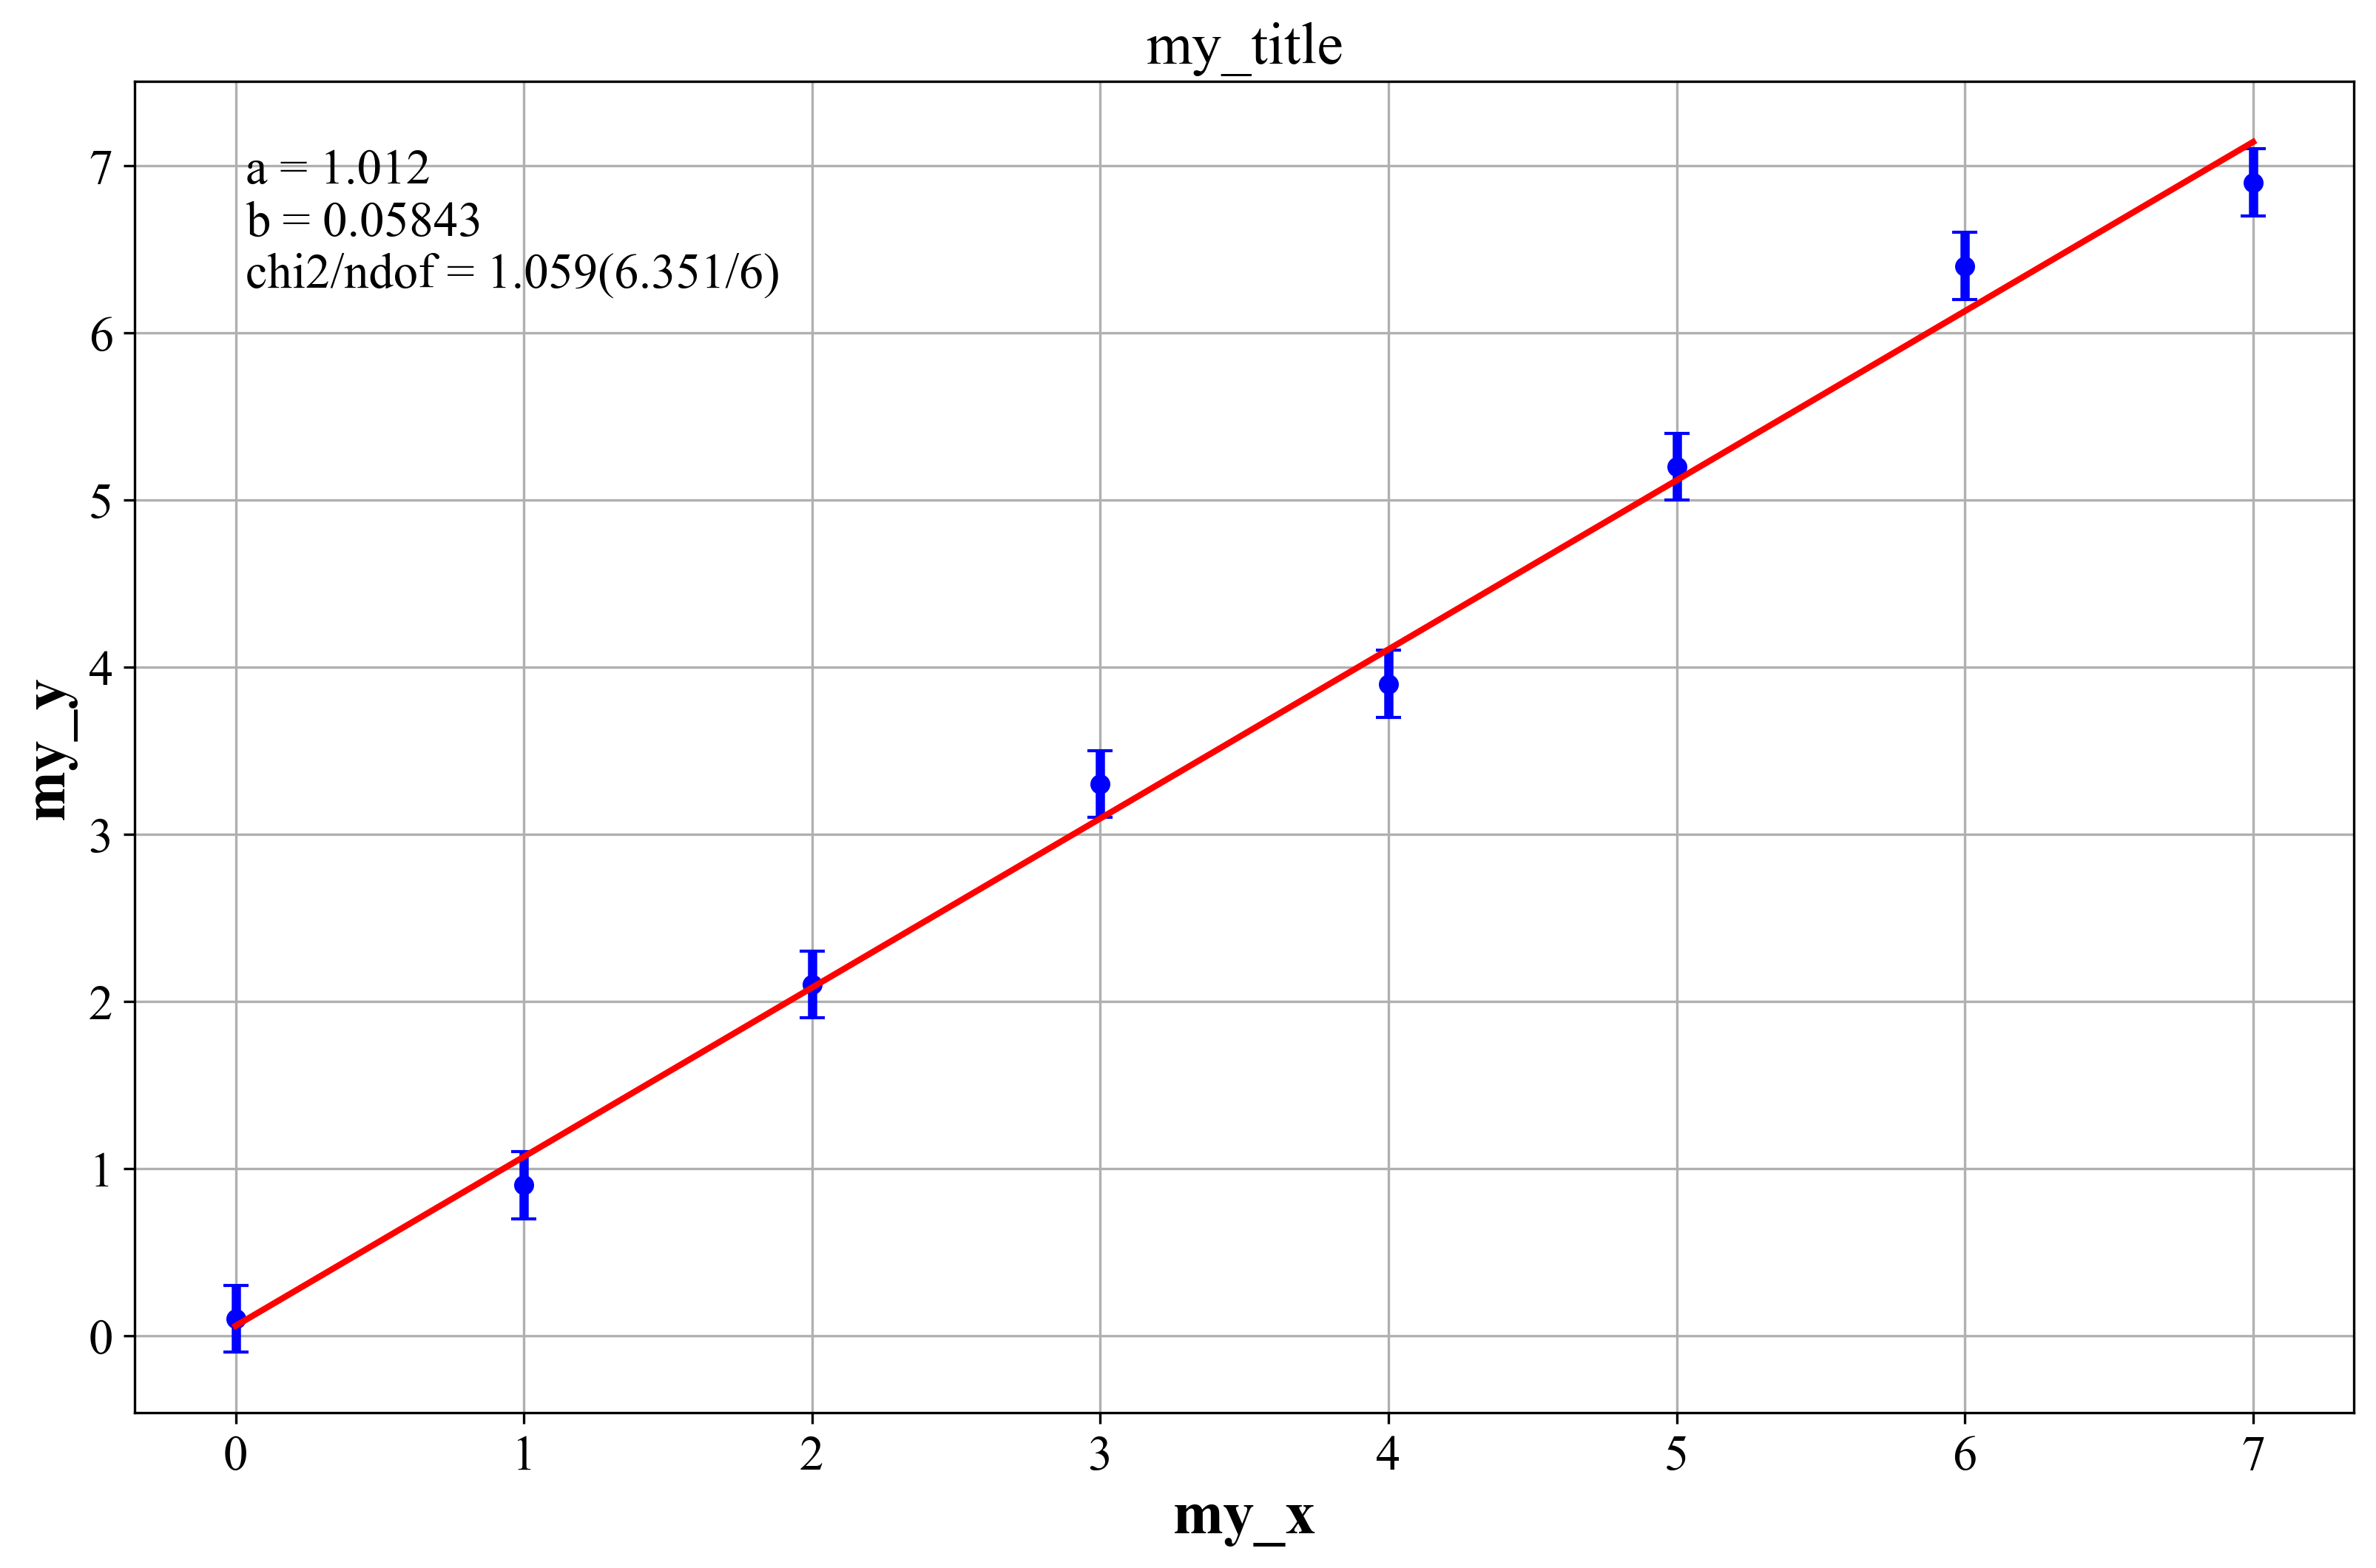 my_title
a = 1.012
b = 0.05843
chi2/ndof = 1.059(6.351/6)
7
6
5
4
3
2
1
0
my_y
0 1 2 3 4 5 6 7
my_x